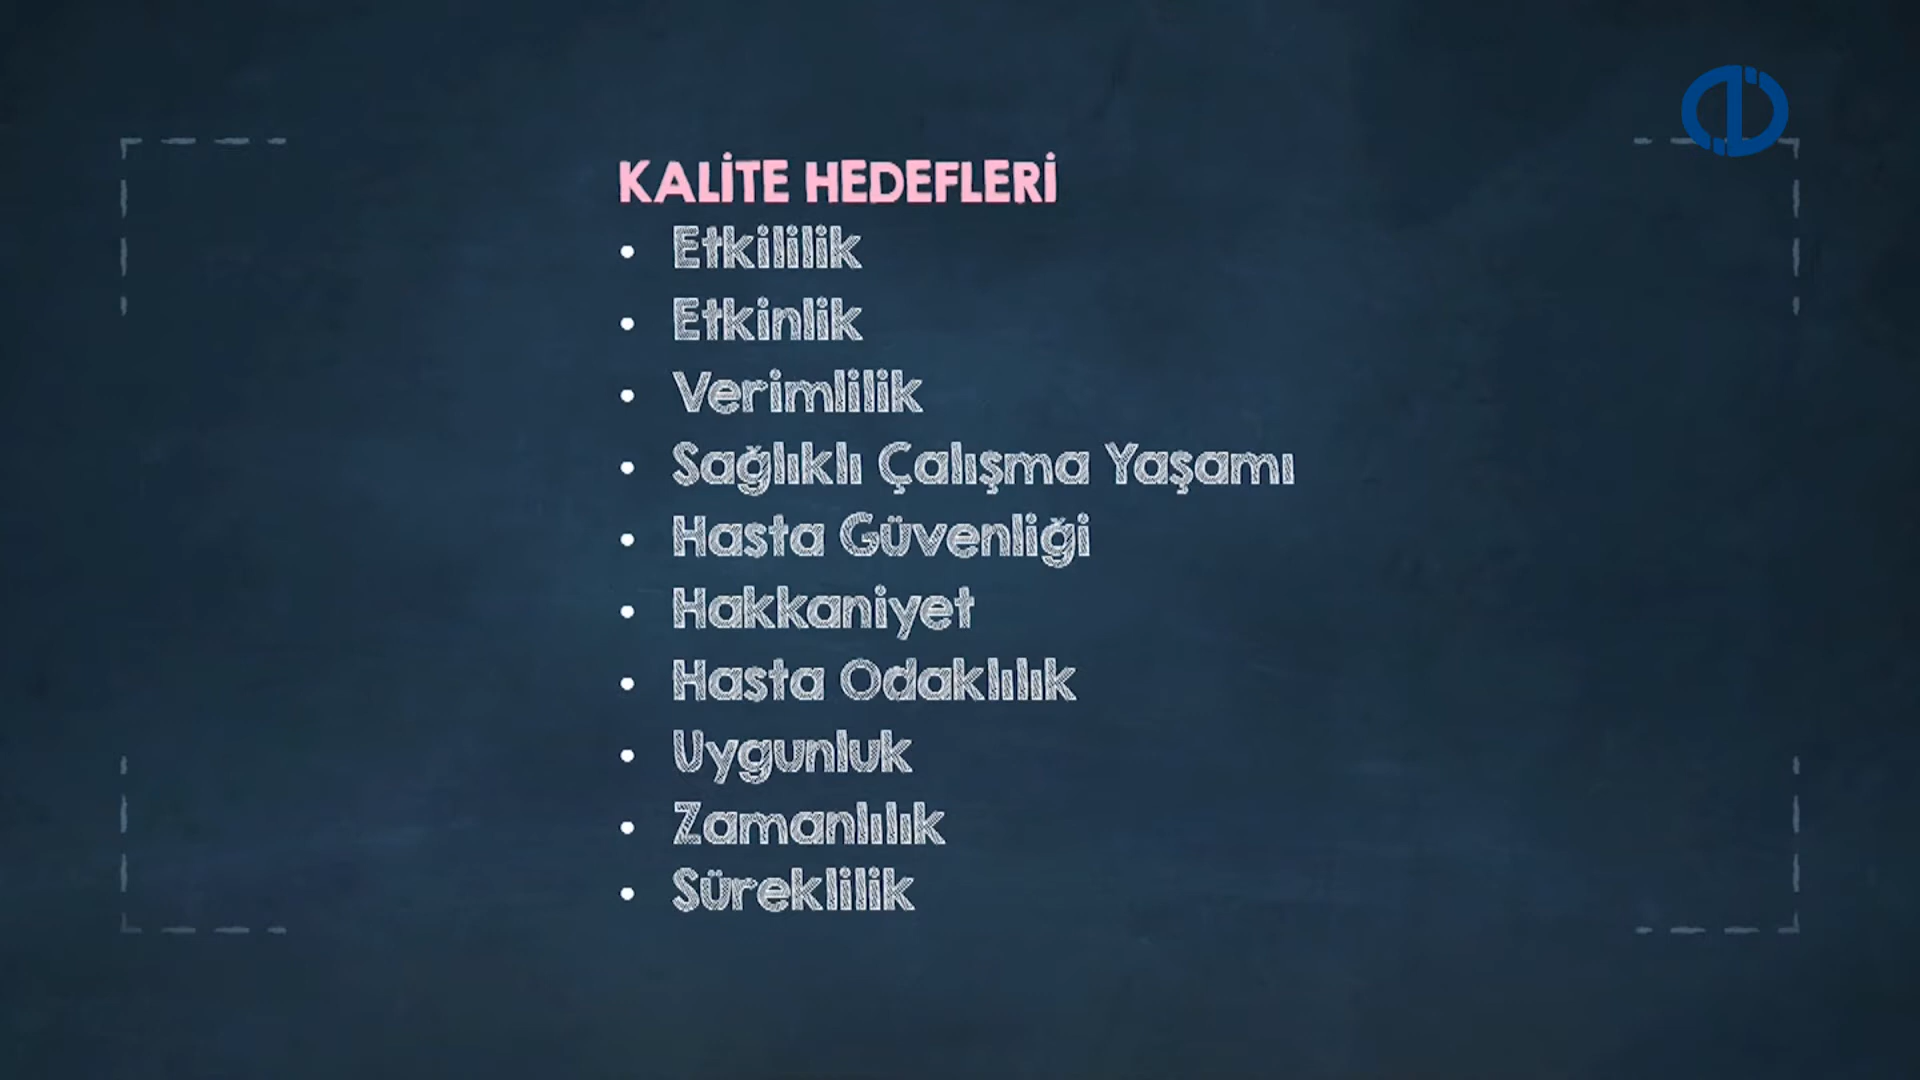 KALİTE HEDEFLERİ
• Etkililik
• Etkinlik
• Verimlilik
• Sağlıklı Çalışma Yaşamı
• Hasta Güvenliği
• Hakkaniyet
• Hasta Odaklılık
• Uygunluk
• Zamanlılık
• Süreklilik